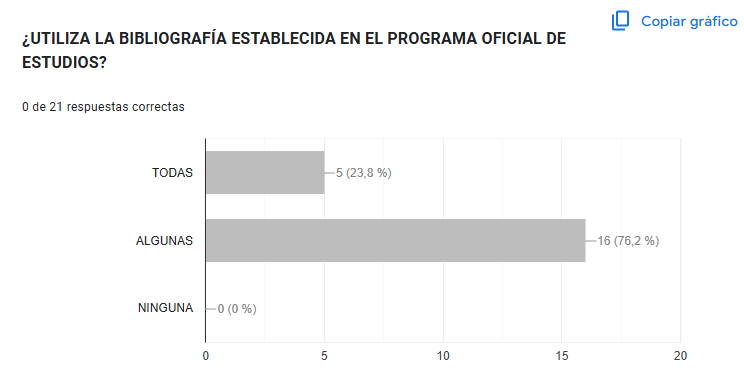 Copiar gráfico
¿UTILIZA LA BIBLIOGRAFÍA ESTABLECIDA EN EL PROGRAMA OFICIAL DE
ESTUDIOS?
0 de 21 respuestas correctas
TODAS
5 (23,8 %)
ALGUNAS
16 (76,2 %)
NINGUNA
0 (0 %)
0 5 10 15 20